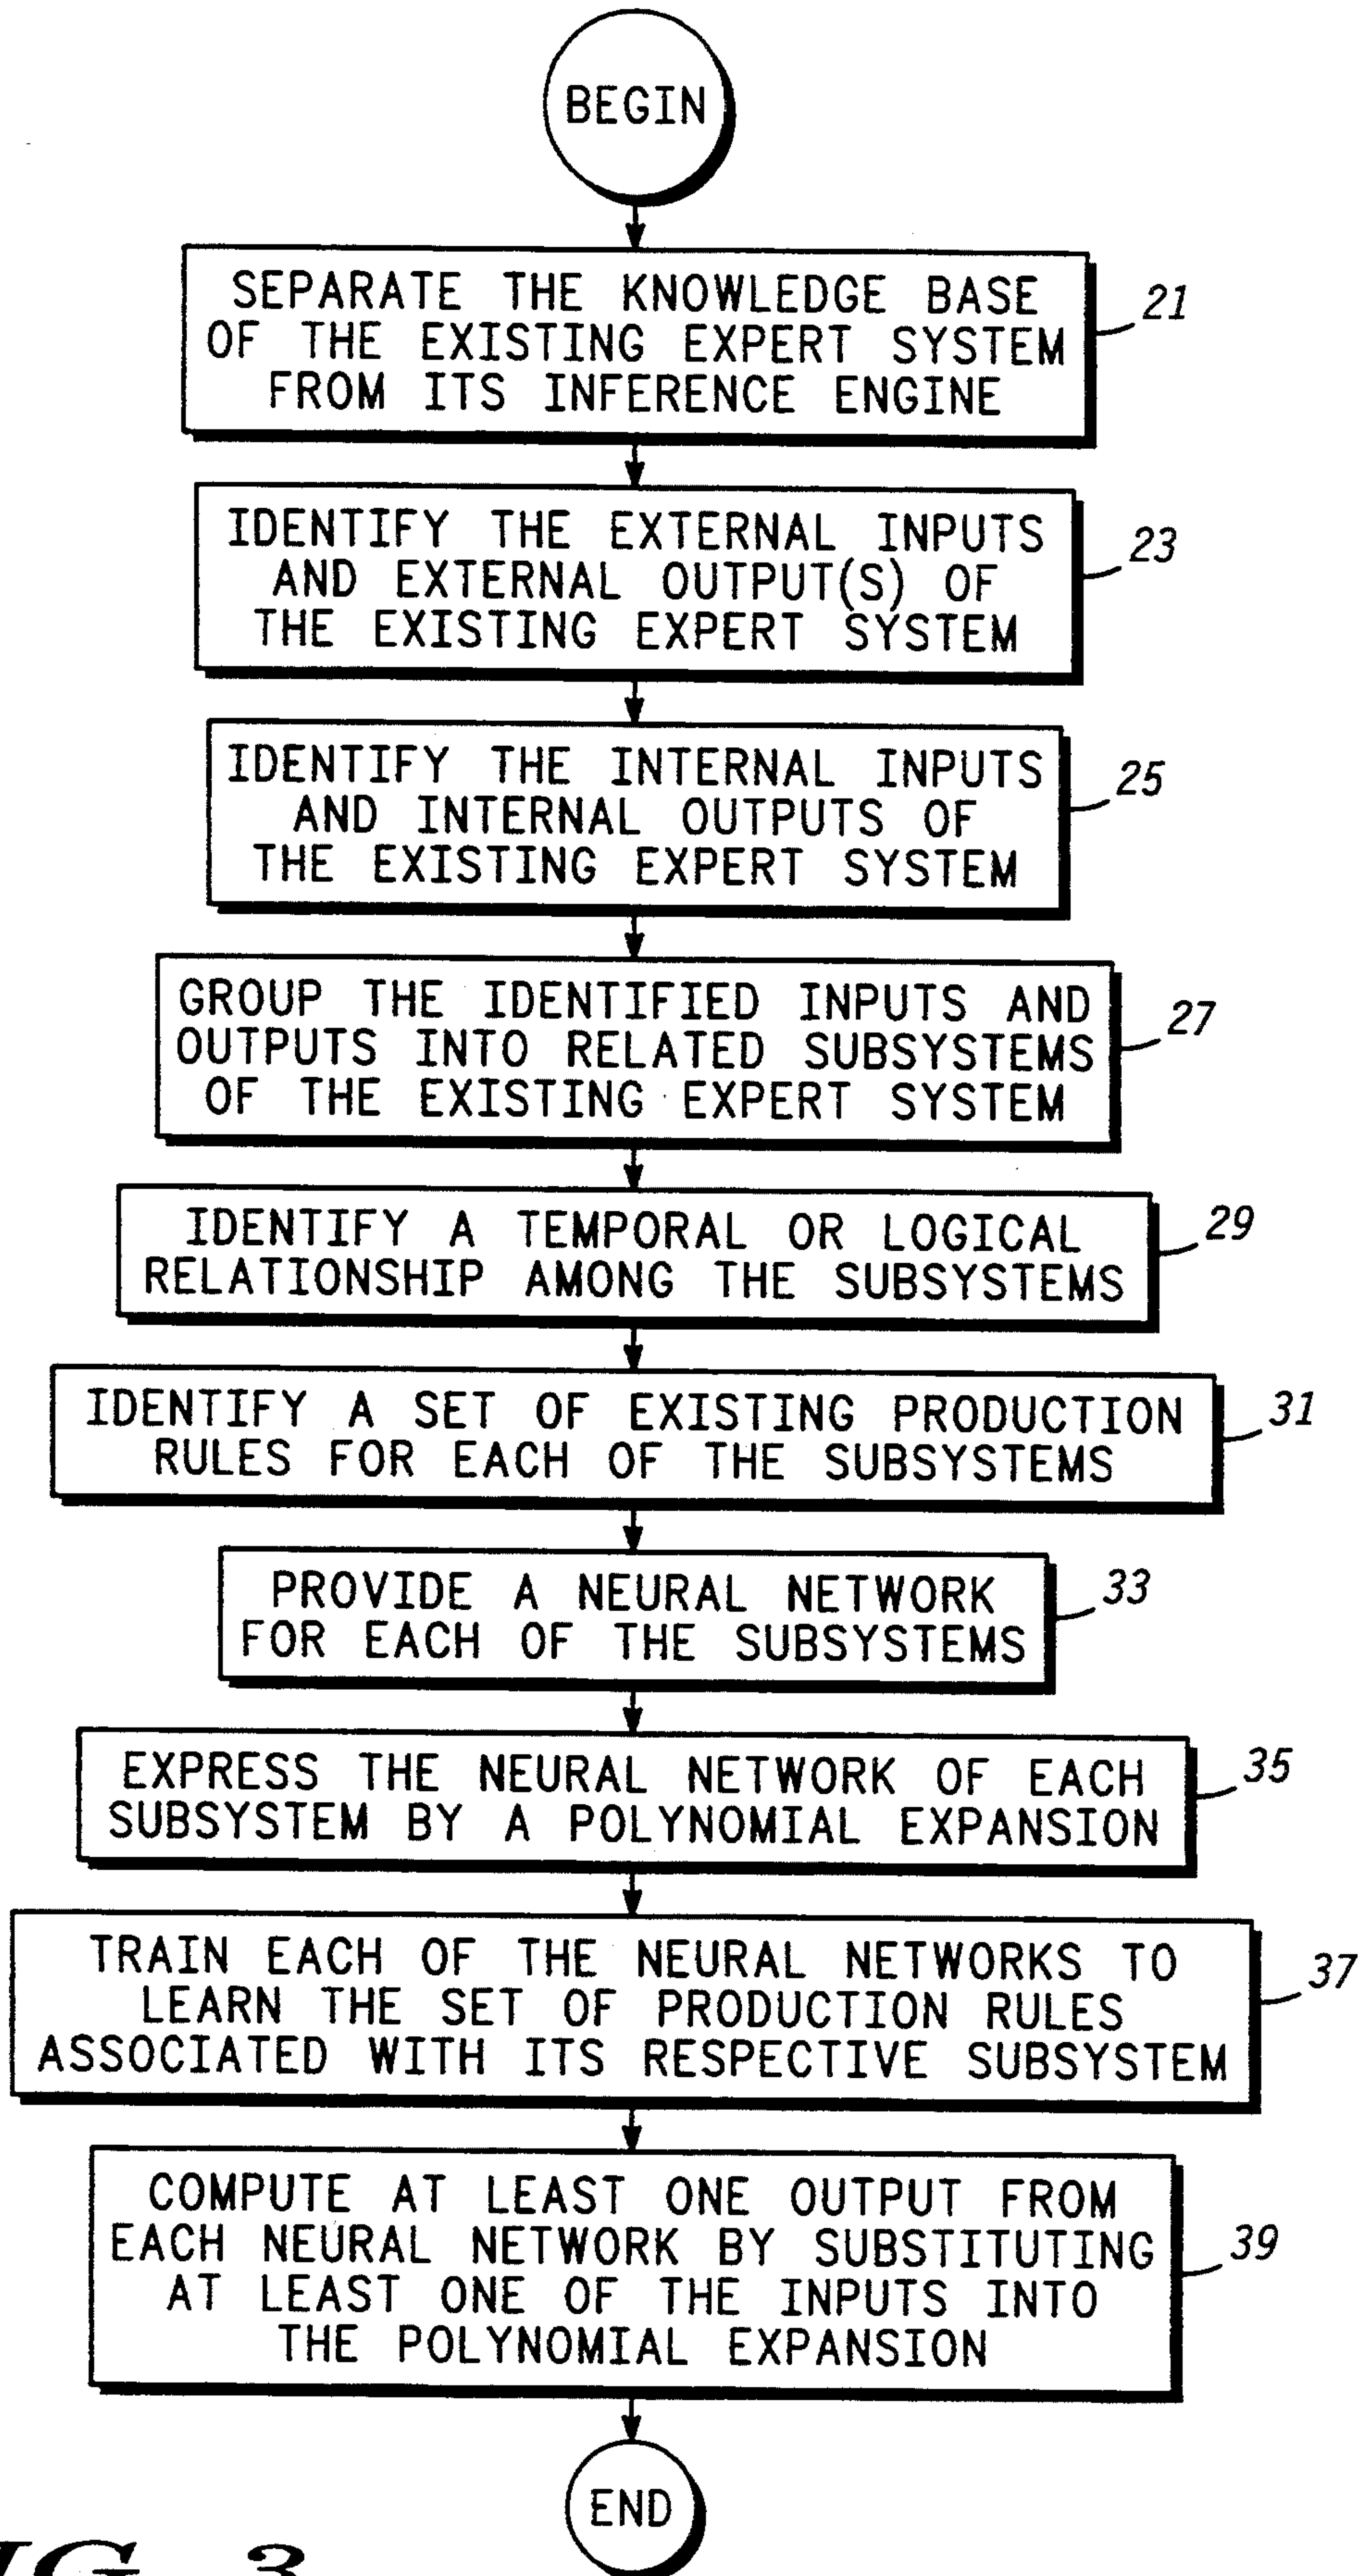 BEGIN
SEPARATE THE KNOWLEDGE BASE
OF THE EXISTING EXPERT SYSTEM
FROM ITS INFERENCE ENGINE
21
IDENTIFY THE EXTERNAL INPUTS
AND EXTERNAL OUTPUT(S) OF
THE EXISTING EXPERT SYSTEM
23
IDENTIFY THE INTERNAL INPUTS
AND INTERNAL OUTPUTS OF
THE EXISTING EXPERT SYSTEM
25
GROUP THE IDENTIFIED INPUTS AND
OUTPUTS INTO RELATED SUBSYSTEMS
OF THE EXISTING EXPERT SYSTEM
27
IDENTIFY A TEMPORAL OR LOGICAL
RELATIONSHIP AMONG THE SUBSYSTEMS
29
IDENTIFY A SET OF EXISTING PRODUCTION
RULES FOR EACH OF THE SUBSYSTEMS
31
PROVIDE A NEURAL NETWORK
FOR EACH OF THE SUBSYSTEMS
33
EXPRESS THE NEURAL NETWORK OF EACH
SUBSYSTEM BY A POLYNOMIAL EXPANSION
35
TRAIN EACH OF THE NEURAL NETWORKS TO
LEARN THE SET OF PRODUCTION RULES
ASSOCIATED WITH ITS RESPECTIVE SUBSYSTEM
37
COMPUTE AT LEAST ONE OUTPUT FROM
EACH NEURAL NETWORK BY SUBSTITUTING
AT LEAST ONE OF THE INPUTS INTO
THE POLYNOMIAL EXPANSION
39
END
3